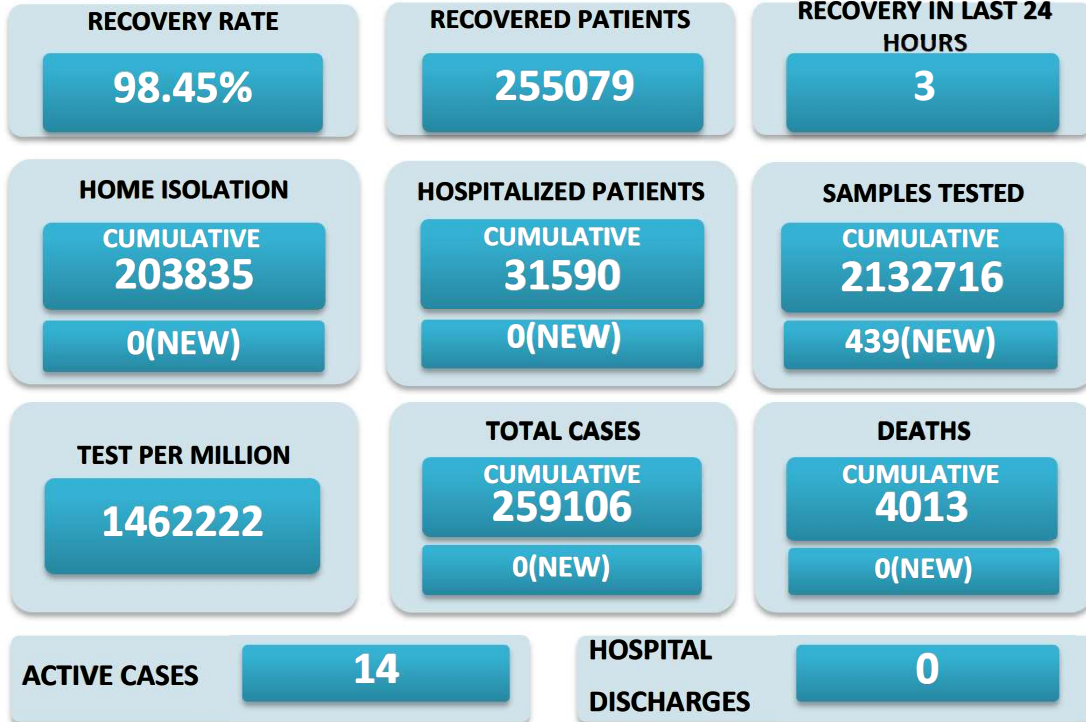 RECOVERY RATE
98.45%
RECOVERED PATIENTS
255079
RECOVERY IN LAST 24
HOURS
3
HOME ISOLATION
CUMULATIVE
203835
0(NEW)
HOSPITALIZED PATIENTS
CUMULATIVE
31590
0(NEW)
SAMPLES TESTED
CUMULATIVE
2132716
439(NEW)
TEST PER MILLION
1462222
TOTAL CASES
CUMULATIVE
259106
0(NEW)
DEATHS
CUMULATIVE
4013
0(NEW)
ACTIVE CASES
14
HOSPITAL
DISCHARGES
0